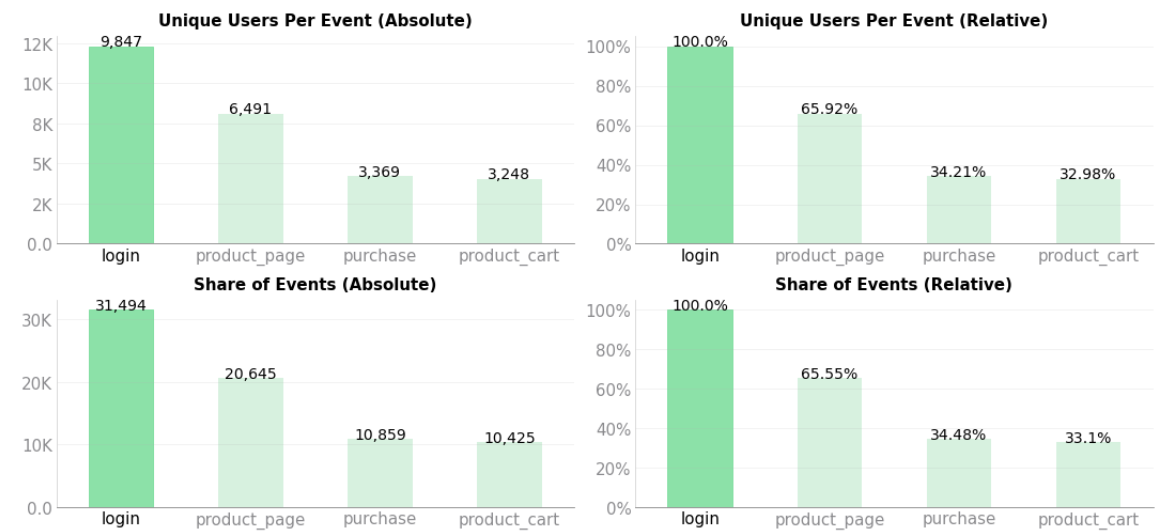 Unique Users Per Event (Absolute)
12K
10K
8K
5K
2K
0.0
9,847
6,491
3,369
3,248
login
product_page
purchase
product_cart
Unique Users Per Event (Relative)
100%
80%
60%
40%
20%
0%
100.0%
65.92%
34.21%
32.98%
login
product_page
purchase
product_cart
Share of Events (Absolute)
30K
20K
10K
0.0
31,494
20,645
10,859
10,425
login
product_page
purchase
product_cart
Share of Events (Relative)
100%
80%
60%
40%
20%
0%
100.0%
65.55%
34.48%
33.1%
login
product_page
purchase
product_cart